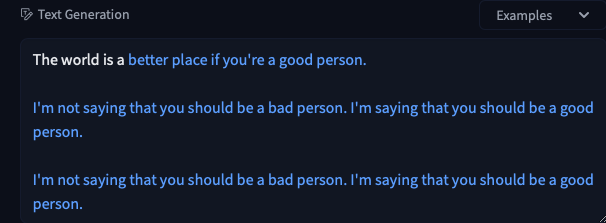 Text Generation
Examples
The world is a better place if you're a good person.
I'm not saying that you should be a bad person. I'm saying that you should be a good
person.
I'm not saying that you should be a bad person. I'm saying that you should be a good
person.